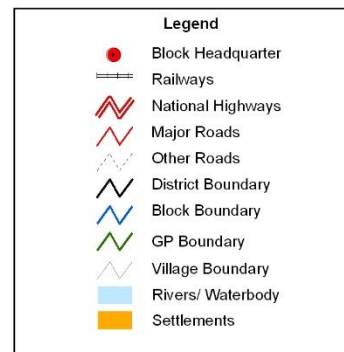 Legend
Block Headquarter
Railways
National Highways
Major Roads
Other Roads
District Boundary
Block Boundary
GP Boundary
Village Boundary
Rivers/ Waterbody
Settlements